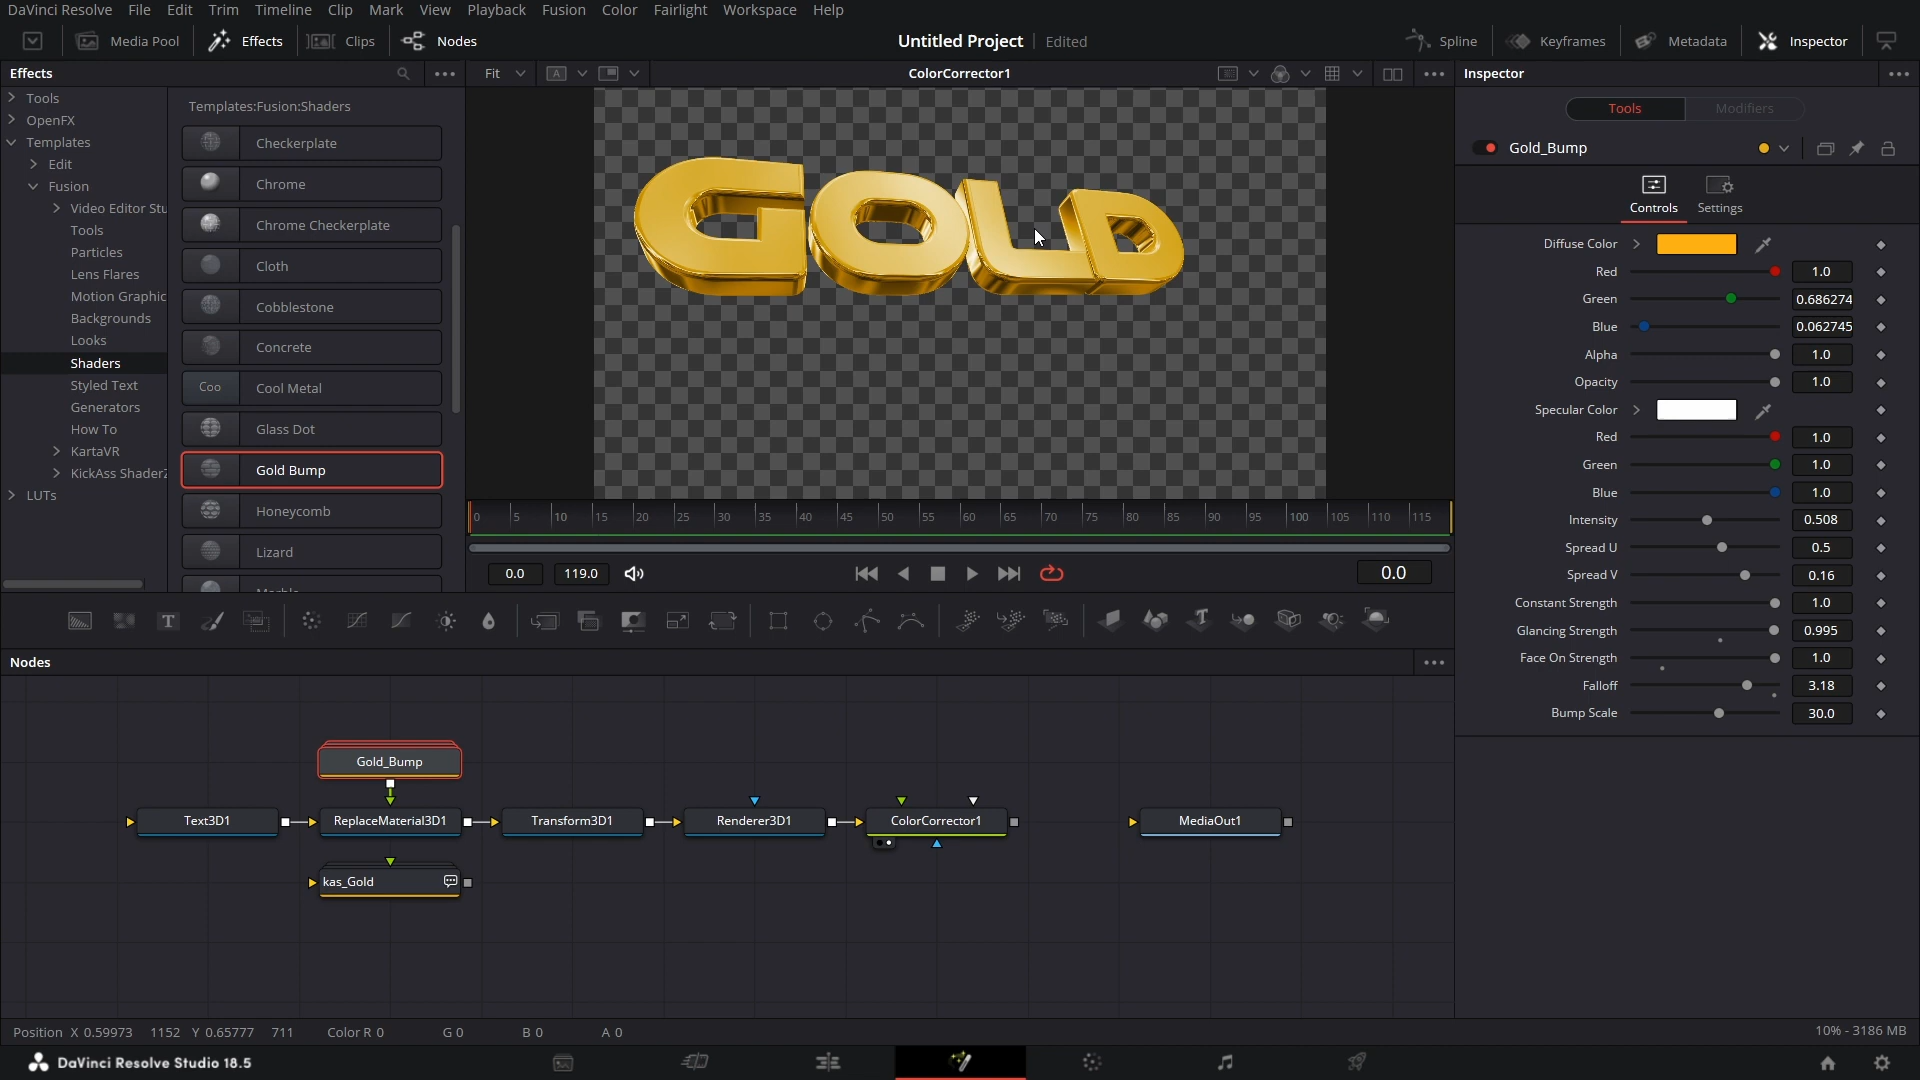 DaVinci Resolve File Edit Trim Timeline Clip Mark View Playback Fusion Color Fairlight Workspace Help
Media Pool Effects Clips Nodes Untitled Project Edited Spline Keyframes Metadata Inspector
Effects Fit A ColorCorrector1 Inspector
Tools
OpenFX
Templates
Edit
Fusion
Video Editor Stu
Tools
Particles
Lens Flares
Motion Graphic
Backgrounds
Looks
Shaders
Styled Text
Generators
How To
KartaVR
KickAss ShaderZ
LUTs
Templates:Fusion:Shaders
Checkerplate
Chrome
Chrome Checkerplate
Cloth
Cobblestone
Concrete
Coo Cool Metal
Glass Dot
Gold Bump
Honeycomb
Lizard
GOLD
0 5 10 15 20 25 30 35 40 45 50 55 60 65 70 75 80 85 90 95 100 105 110 115
0.0 119.0 0.0
Tools Modifiers
Gold_Bump
Controls Settings
Diffuse Color
Red 1.0
Green 0.686274
Blue 0.062745
Alpha 1.0
Opacity 1.0
Specular Color
Red 1.0
Green 1.0
Blue 1.0
Intensity 0.508
Spread U 0.5
Spread V 0.16
Constant Strength 1.0
Glancing Strength 0.995
Face On Strength 1.0
Falloff 3.18
Bump Scale 30.0
T T
Nodes
Gold_Bump
Text3D1 ReplaceMaterial3D1 Transform3D1 Renderer3D1 ColorCorrector1 MediaOut1
kas_Gold
Position X 0.59973 1152 Y 0.65777 711 Color R 0 G 0 B 0 A 0 10% - 3186 MB
DaVinci Resolve Studio 18.5